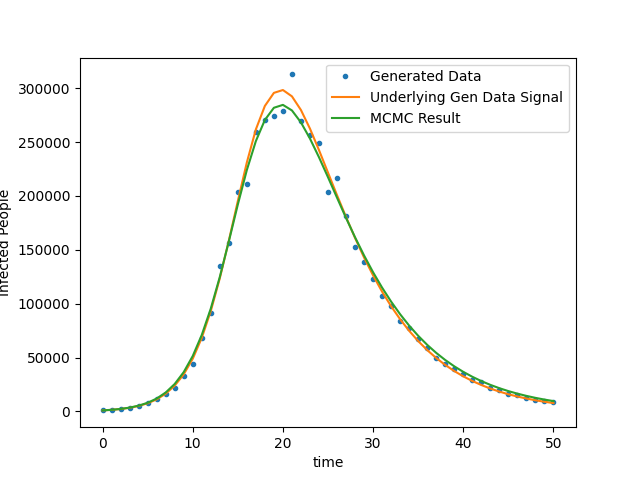 Generated Data
Underlying Gen Data Signal
MCMC Result
300000
250000
200000
150000
100000
50000
0
Infected People
0 10 20 30 40 50
time